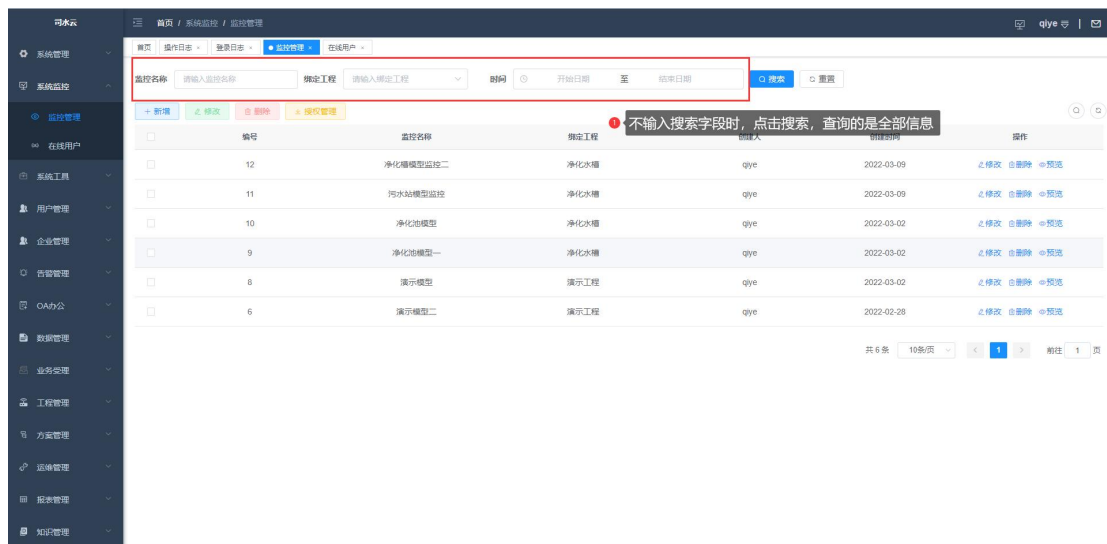 司水云
首页 / 系统监控 / 监控管理
qiye
首页 操作日志 × 登录日志 × 监控管理 × 在线用户 ×
系统管理
系统监控
监控管理
在线用户
系统工具
用户管理
企业管理
告警管理
OA办公
数据管理
业务受理
工程管理
方案管理
运维管理
报表管理
知识管理
监控名称 请输入监控名称 绑定工程 请输入绑定工程 时间 开始日期 至 结束日期 搜索 重置
+ 新增 修改 删除 授权管理
1 不输入搜索字段时，点击搜索，查询的是全部信息
编号 监控名称 绑定工程 创建人 创建时间 操作
12 净化槽模型监控二 净化水槽 qiye 2022-03-09 修改 删除 预览
11 污水站模型监控 净化水槽 qiye 2022-03-09 修改 删除 预览
10 净化池模型 净化水槽 qiye 2022-03-02 修改 删除 预览
9 净化池模型一 净化水槽 qiye 2022-03-02 修改 删除 预览
8 演示模型 演示工程 qiye 2022-03-02 修改 删除 预览
6 演示模型二 演示工程 qiye 2022-02-28 修改 删除 预览
共 6 条 10条/页 < 1 > 前往 1 页